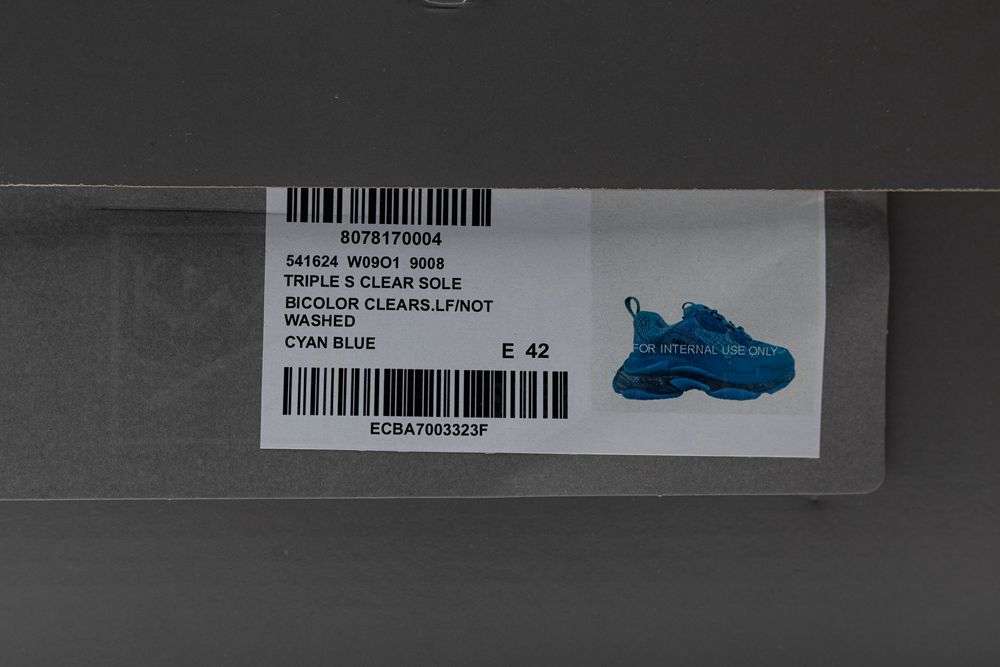 8078170004
541624 W09O1 9008
TRIPLE S CLEAR SOLE
BICOLOR CLEARS.LF/NOT
WASHED
CYAN BLUE
E 42
ECBA7003323F
FOR INTERNAL USE ONLY